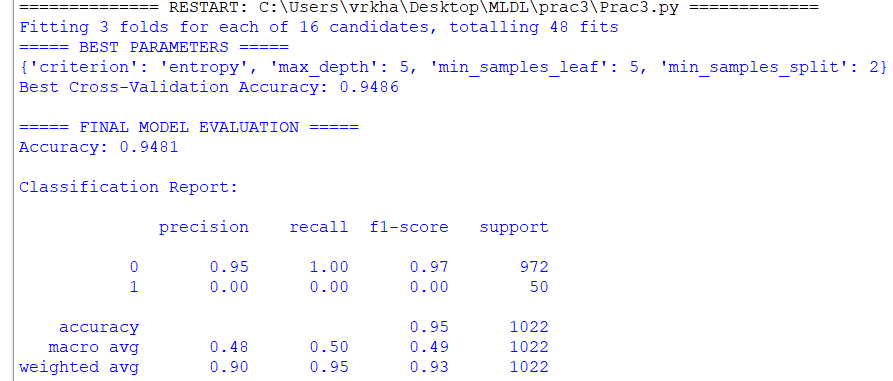 ============== RESTART: C:\Users\vrkha\Desktop\MLDL\prac3\Prac3.py =============
Fitting 3 folds for each of 16 candidates, totalling 48 fits
===== BEST PARAMETERS =====
{'criterion': 'entropy', 'max_depth': 5, 'min_samples_leaf': 5, 'min_samples_split': 2}
Best Cross-Validation Accuracy: 0.9486
===== FINAL MODEL EVALUATION =====
Accuracy: 0.9481
Classification Report:
precision recall f1-score support
0 0.95 1.00 0.97 972
1 0.00 0.00 0.00 50
accuracy 0.95 1022
macro avg 0.48 0.50 0.49 1022
weighted avg 0.90 0.95 0.93 1022